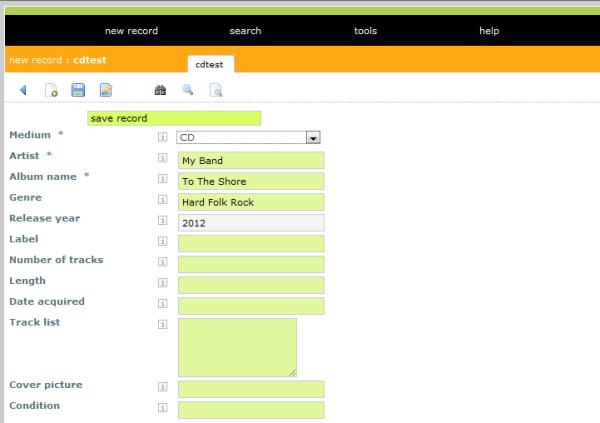 new record search tools help
new record : cdtest cdtest
save record
Medium * i CD
Artist * i My Band
Album name * i To The Shore
Genre i Hard Folk Rock
Release year i 2012
Label i
Number of tracks i
Length i
Date acquired i
Track list i
Cover picture i
Condition i